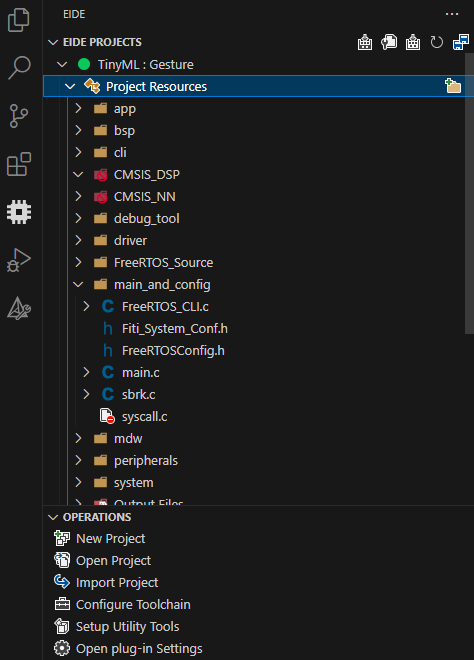 EIDE
EIDE PROJECTS
TinyML : Gesture
Project Resources
app
bsp
cli
CMSIS_DSP
CMSIS_NN
debug_tool
driver
FreeRTOS_Source
main_and_config
C FreeRTOS_CLI.c
h Fiti_System_Conf.h
h FreeRTOSConfig.h
C main.c
C sbrk.c
syscall.c
mdw
peripherals
system
Output Files
OPERATIONS
New Project
Open Project
Import Project
Configure Toolchain
Setup Utility Tools
Open plug-in Settings